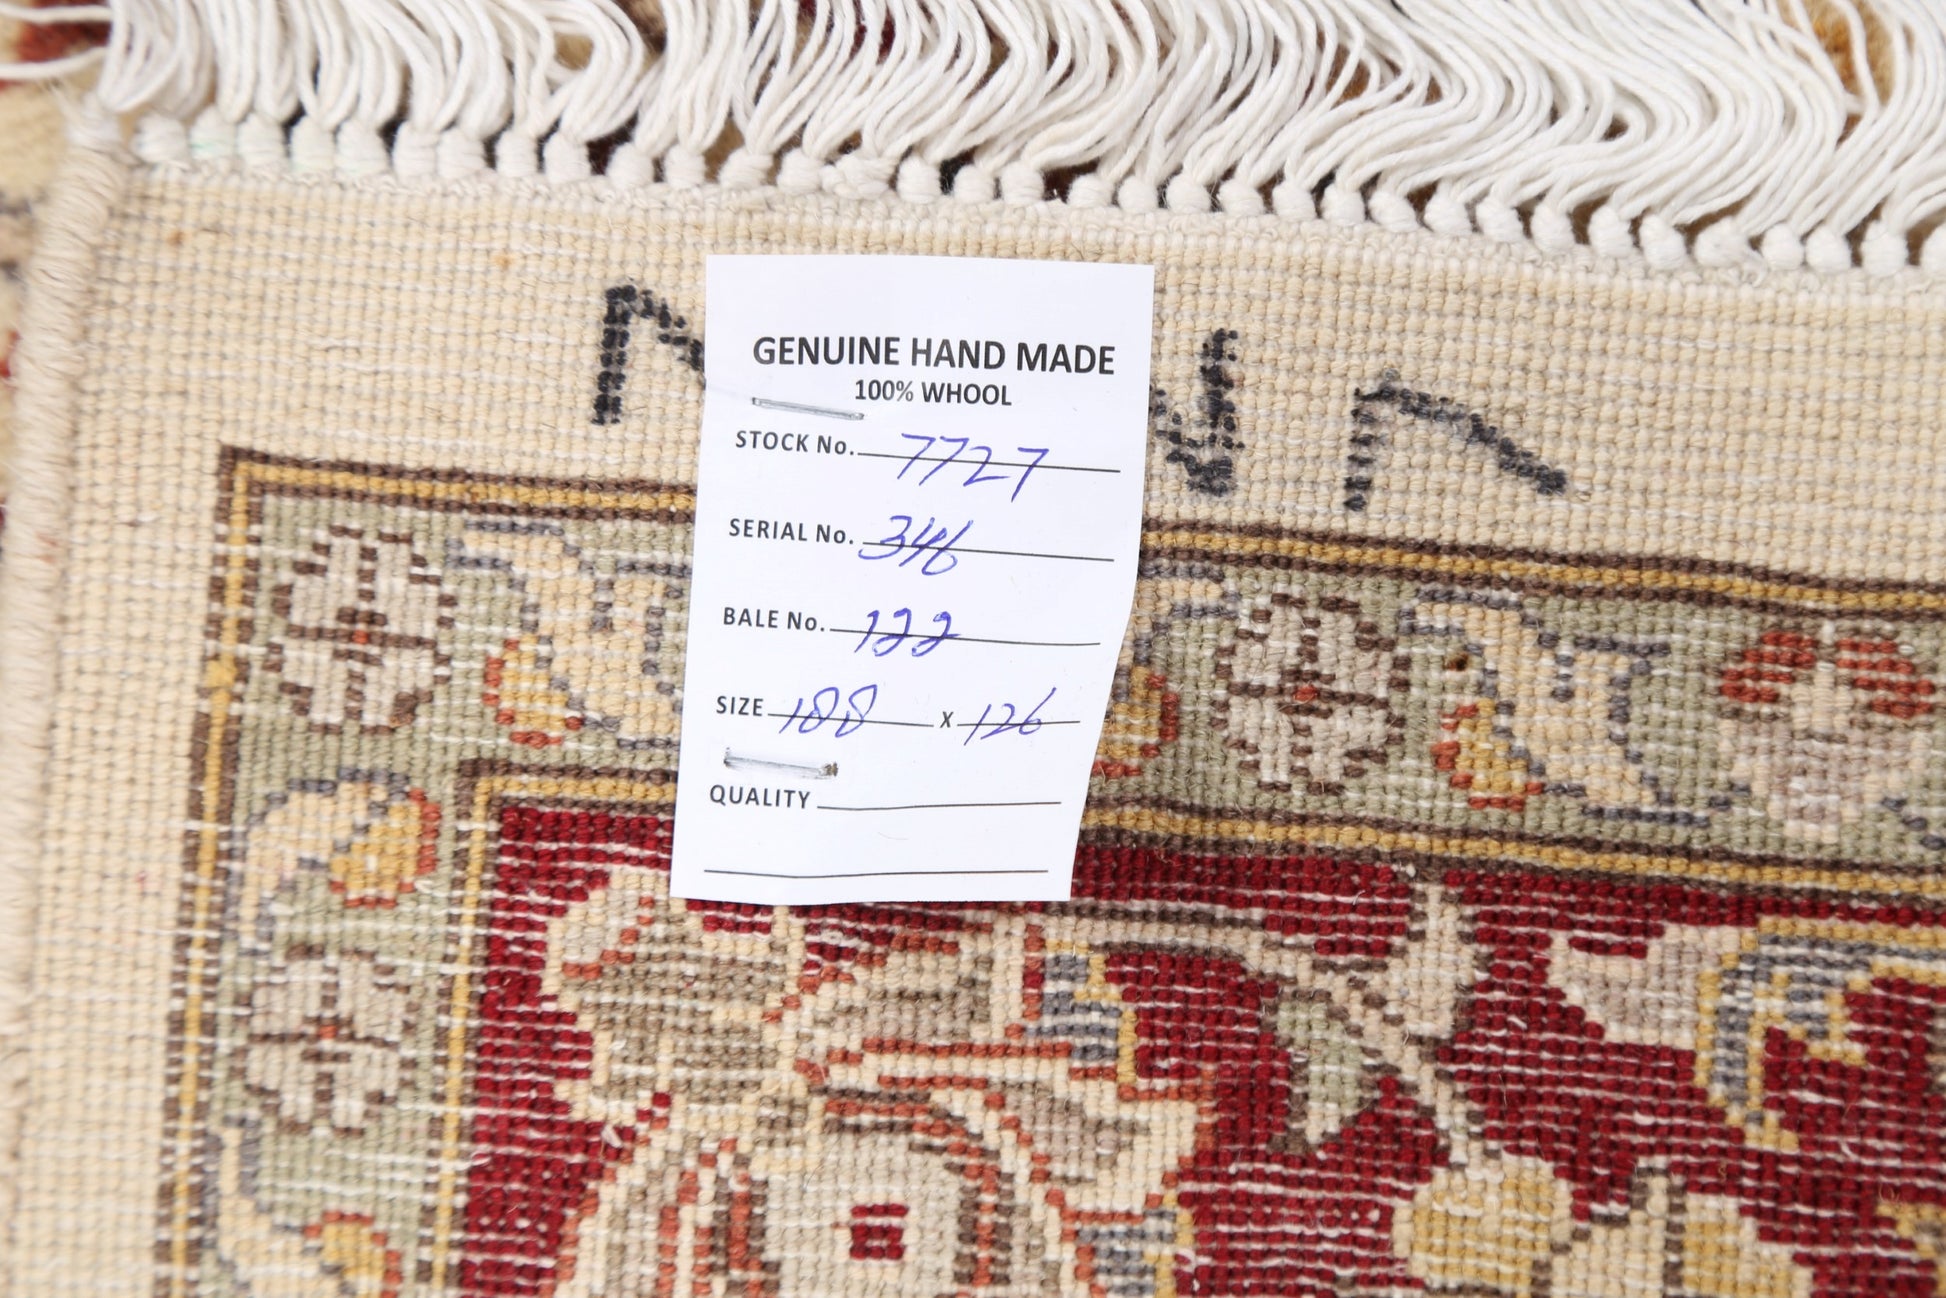 GENUINE HAND MADE
100% WHOOL
STOCK No. 7727
SERIAL No. 346
BALE No. 122
SIZE 188 x 126
QUALITY